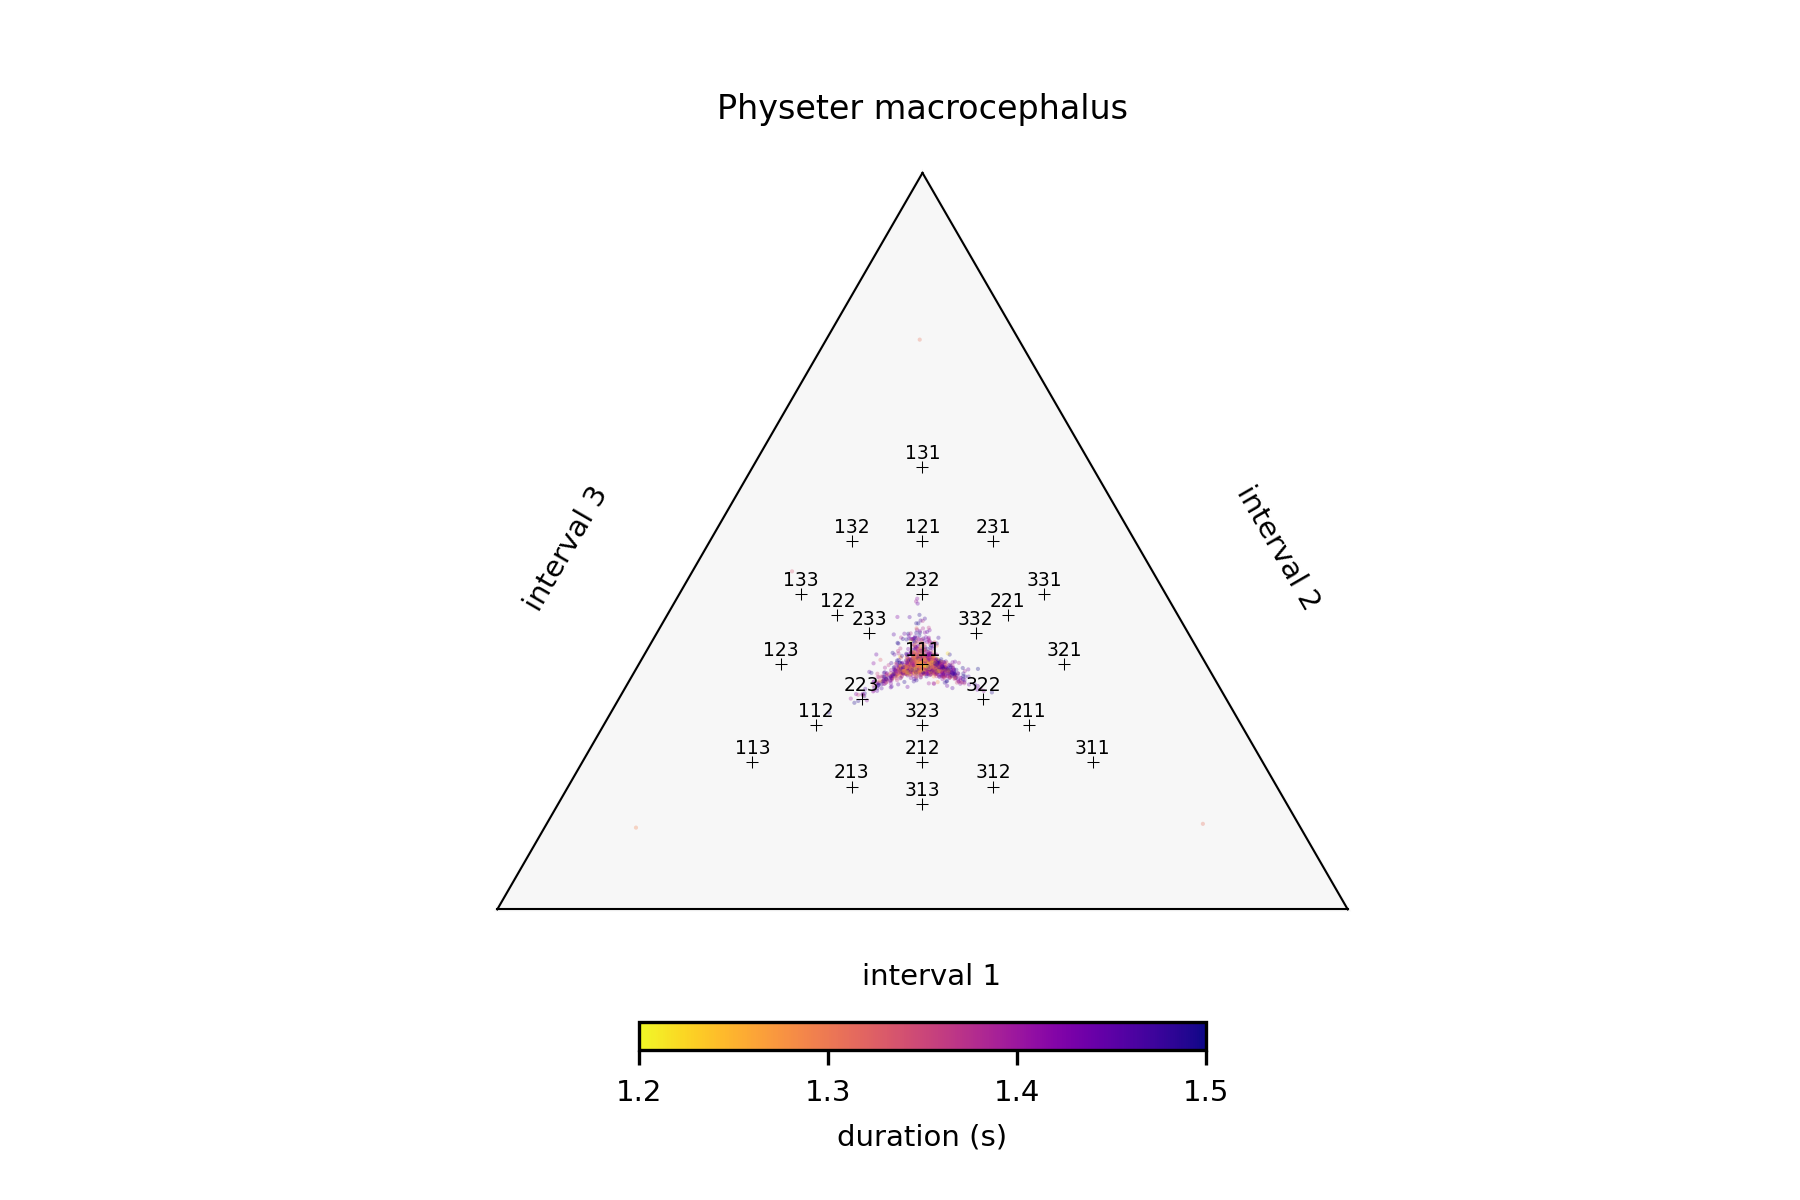 Physeter macrocephalus
131
132 121 231
133 232 331
122 221
233 332
123 111 321
223 322
112 323 211
113 212 311
213 312
313
interval 3
interval 2
interval 1
1.2 1.3 1.4 1.5
duration (s)